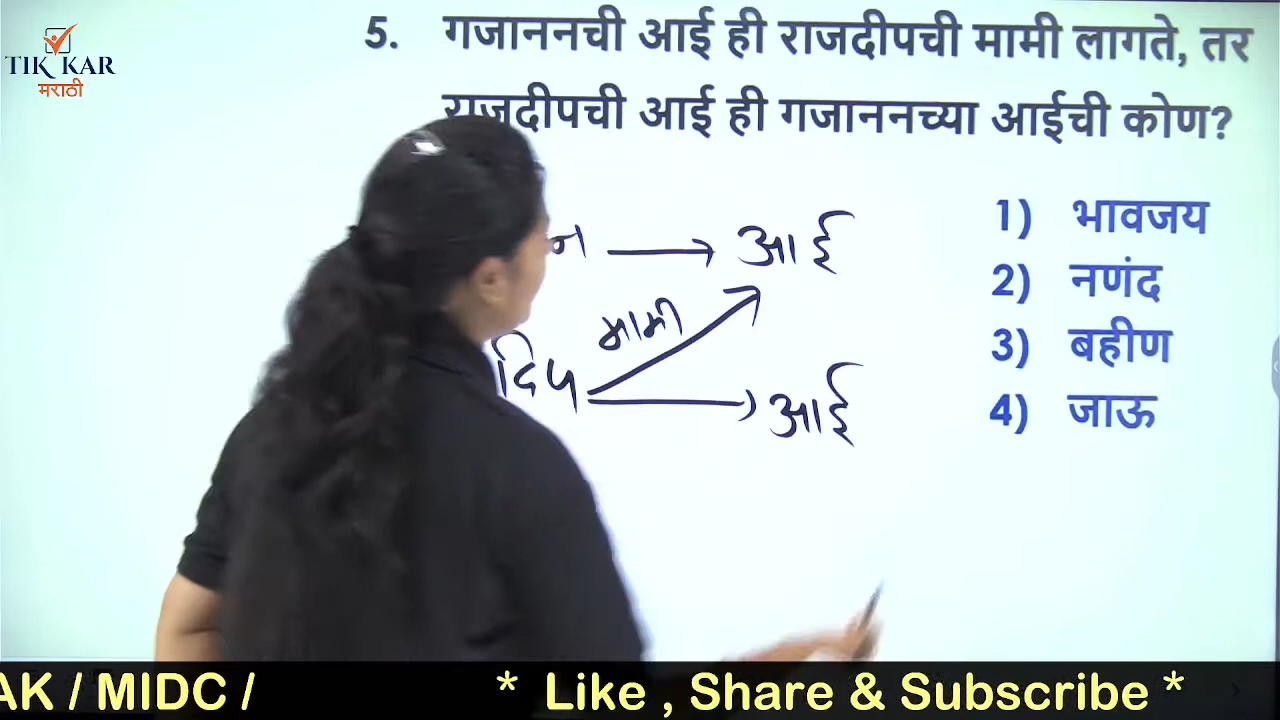 TIK KAR
मराठी
5. गजाननची आई ही राजदीपची मामी लागते, तर
राजदीपची आई ही गजाननच्या आईची कोण?
1) भावजय
2) नणंद
3) बहीण
4) जाऊ
न → आई
मामी
दिप → आई
AK / MIDC / * Like , Share & Subscribe *